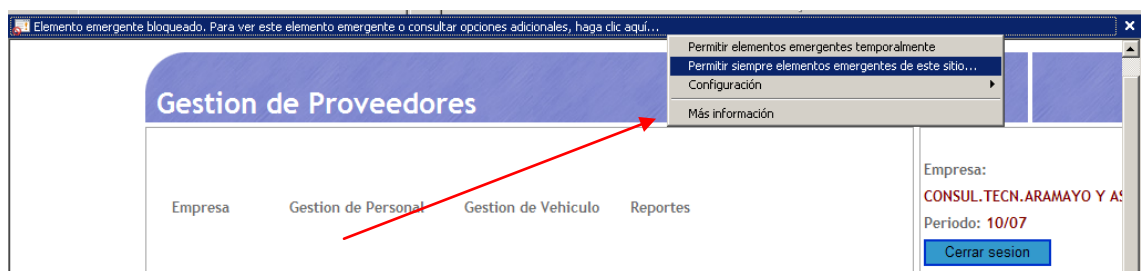 Elemento emergente bloqueado. Para ver este elemento emergente o consultar opciones adicionales, haga clic aquí...
Permitir elementos emergentes temporalmente
Permitir siempre elementos emergentes de este sitio...
Configuración
Más información
Gestion de Proveedores
Empresa Gestion de Personal Gestion de Vehiculo Reportes
Empresa:
CONSUL.TECN.ARAMAYO Y AS
Periodo: 10/07
Cerrar sesion